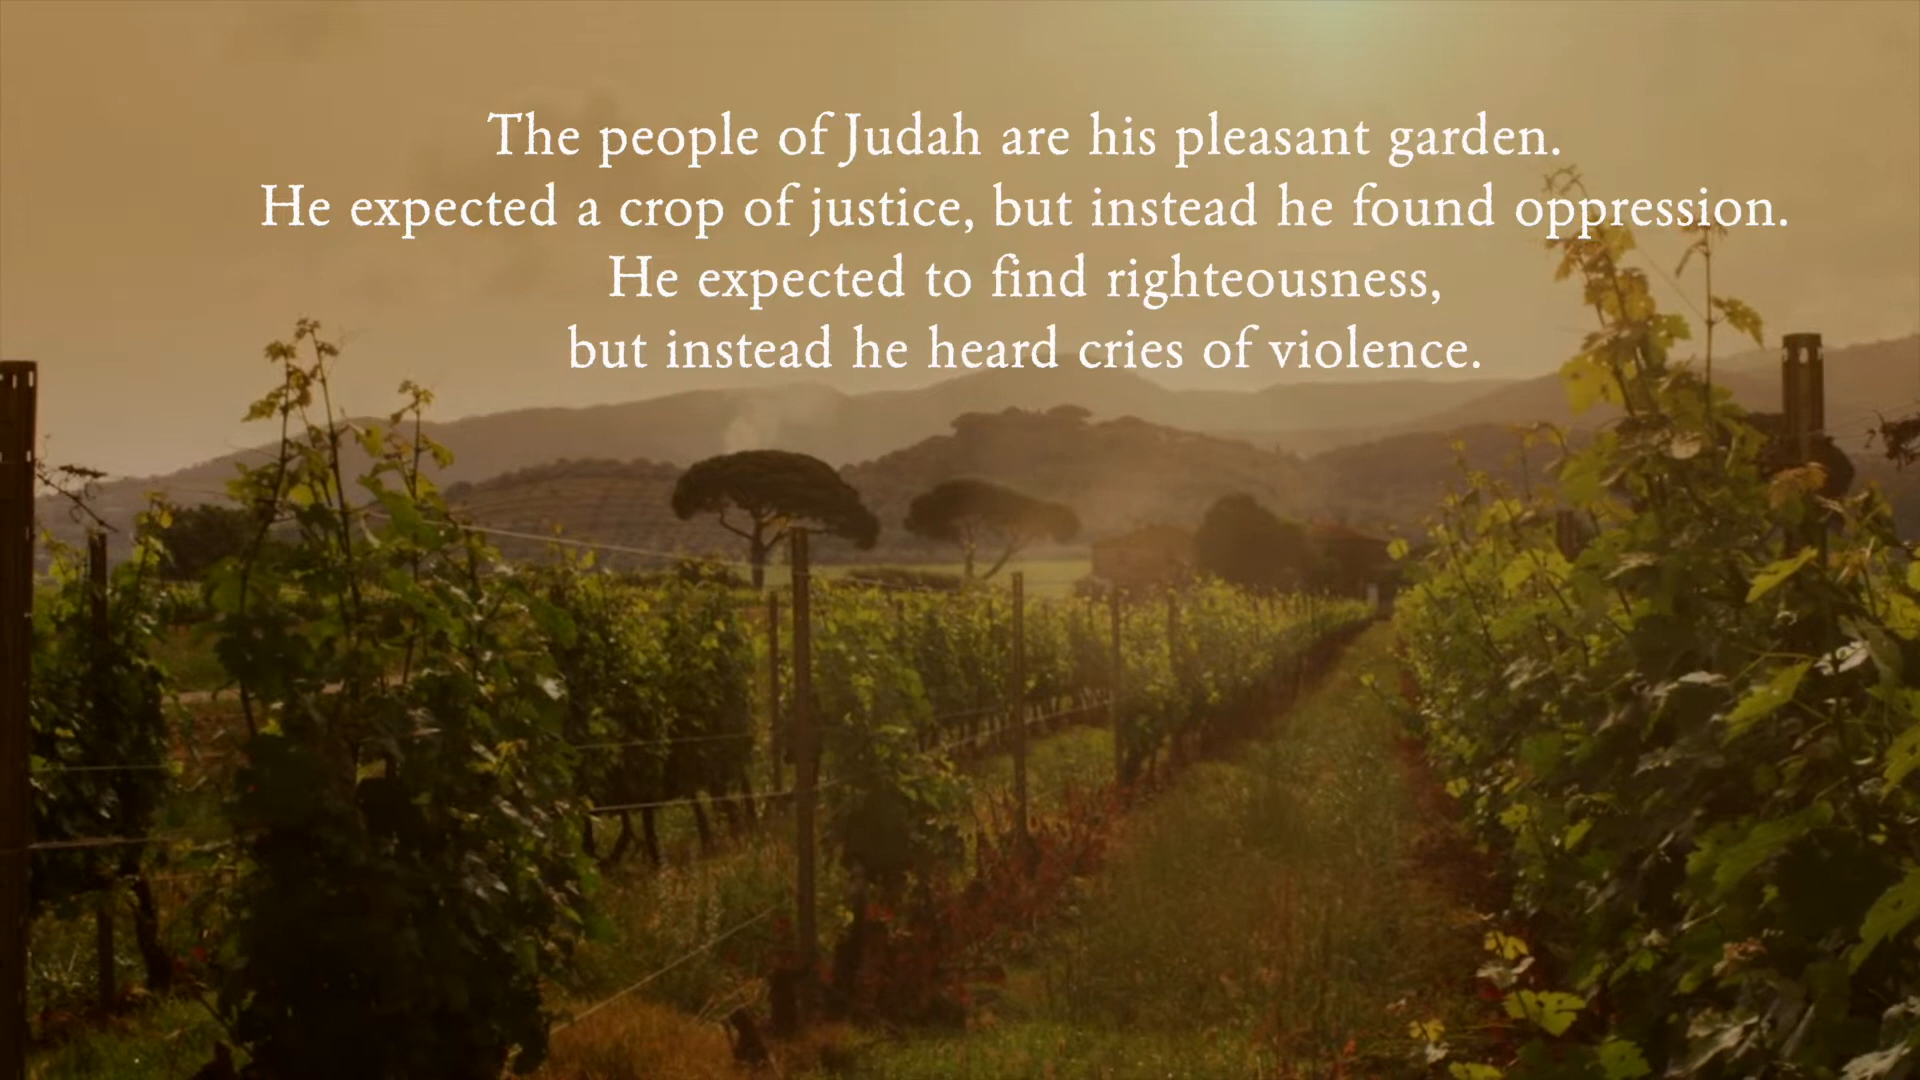 The people of Judah are his pleasant garden.
He expected a crop of justice, but instead he found oppression.
He expected to find righteousness,
but instead he heard cries of violence.